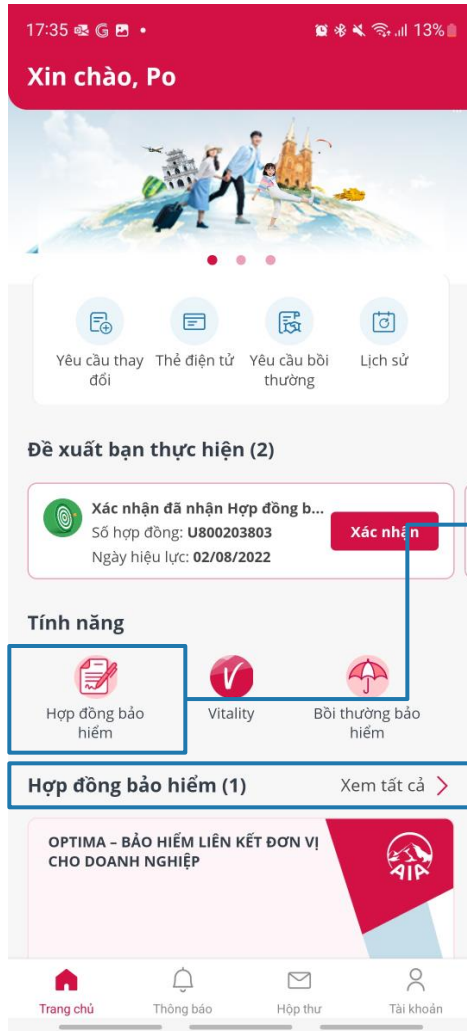 17:35 G 13%
Xin chào, Po
Yêu cầu thay
đổi
Thẻ điện tử
Yêu cầu bồi
thường
Lịch sử
Đề xuất bạn thực hiện (2)
Xác nhận đã nhận Hợp đồng b...
Số hợp đồng: U800203803
Ngày hiệu lực: 02/08/2022
Xác nhận
Tính năng
Hợp đồng bảo
hiểm
Vitality
Bồi thường bảo
hiểm
Hợp đồng bảo hiểm (1) Xem tất cả
OPTIMA – BẢO HIỂM LIÊN KẾT ĐƠN VỊ
CHO DOANH NGHIỆP
AIA
Trang chủ Thông báo Hộp thư Tài khoản